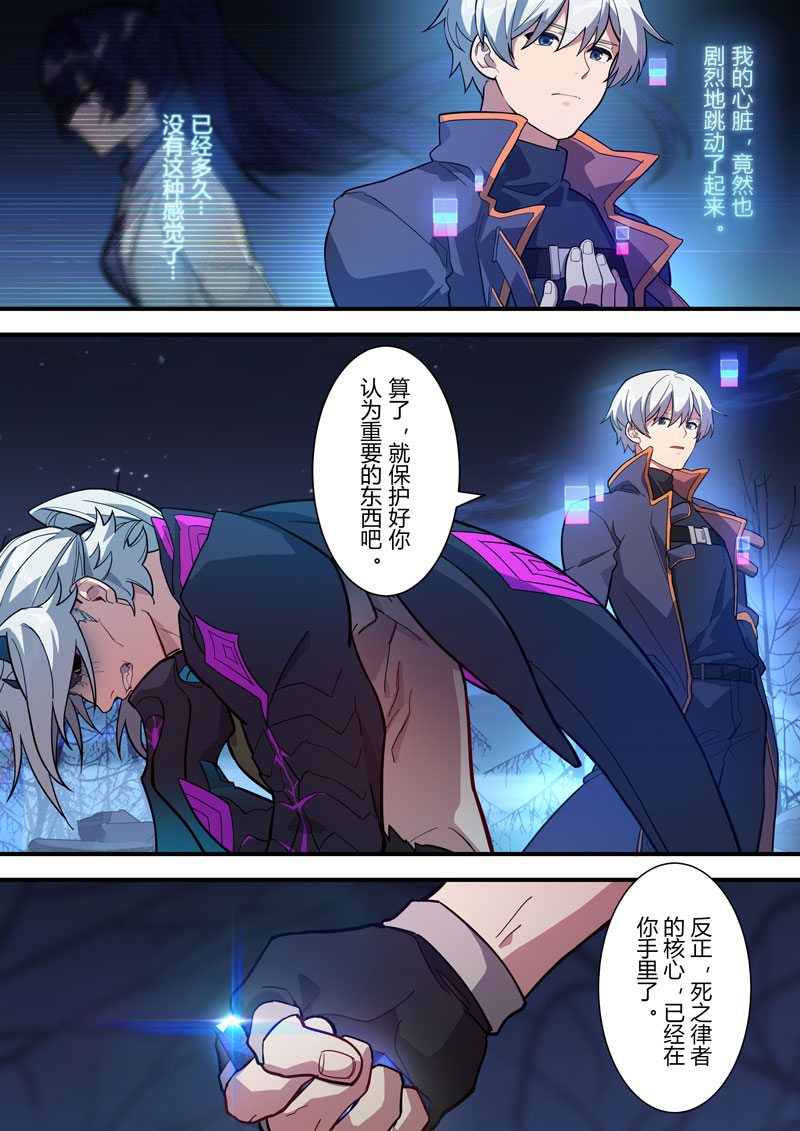 我的心脏，竟然也
剧烈地跳动了起来。
已经多久…
没有这种感觉了…
算了，就保护好你
认为重要的东西吧。
反正，死之律者
的核心，已经在
你手里了。